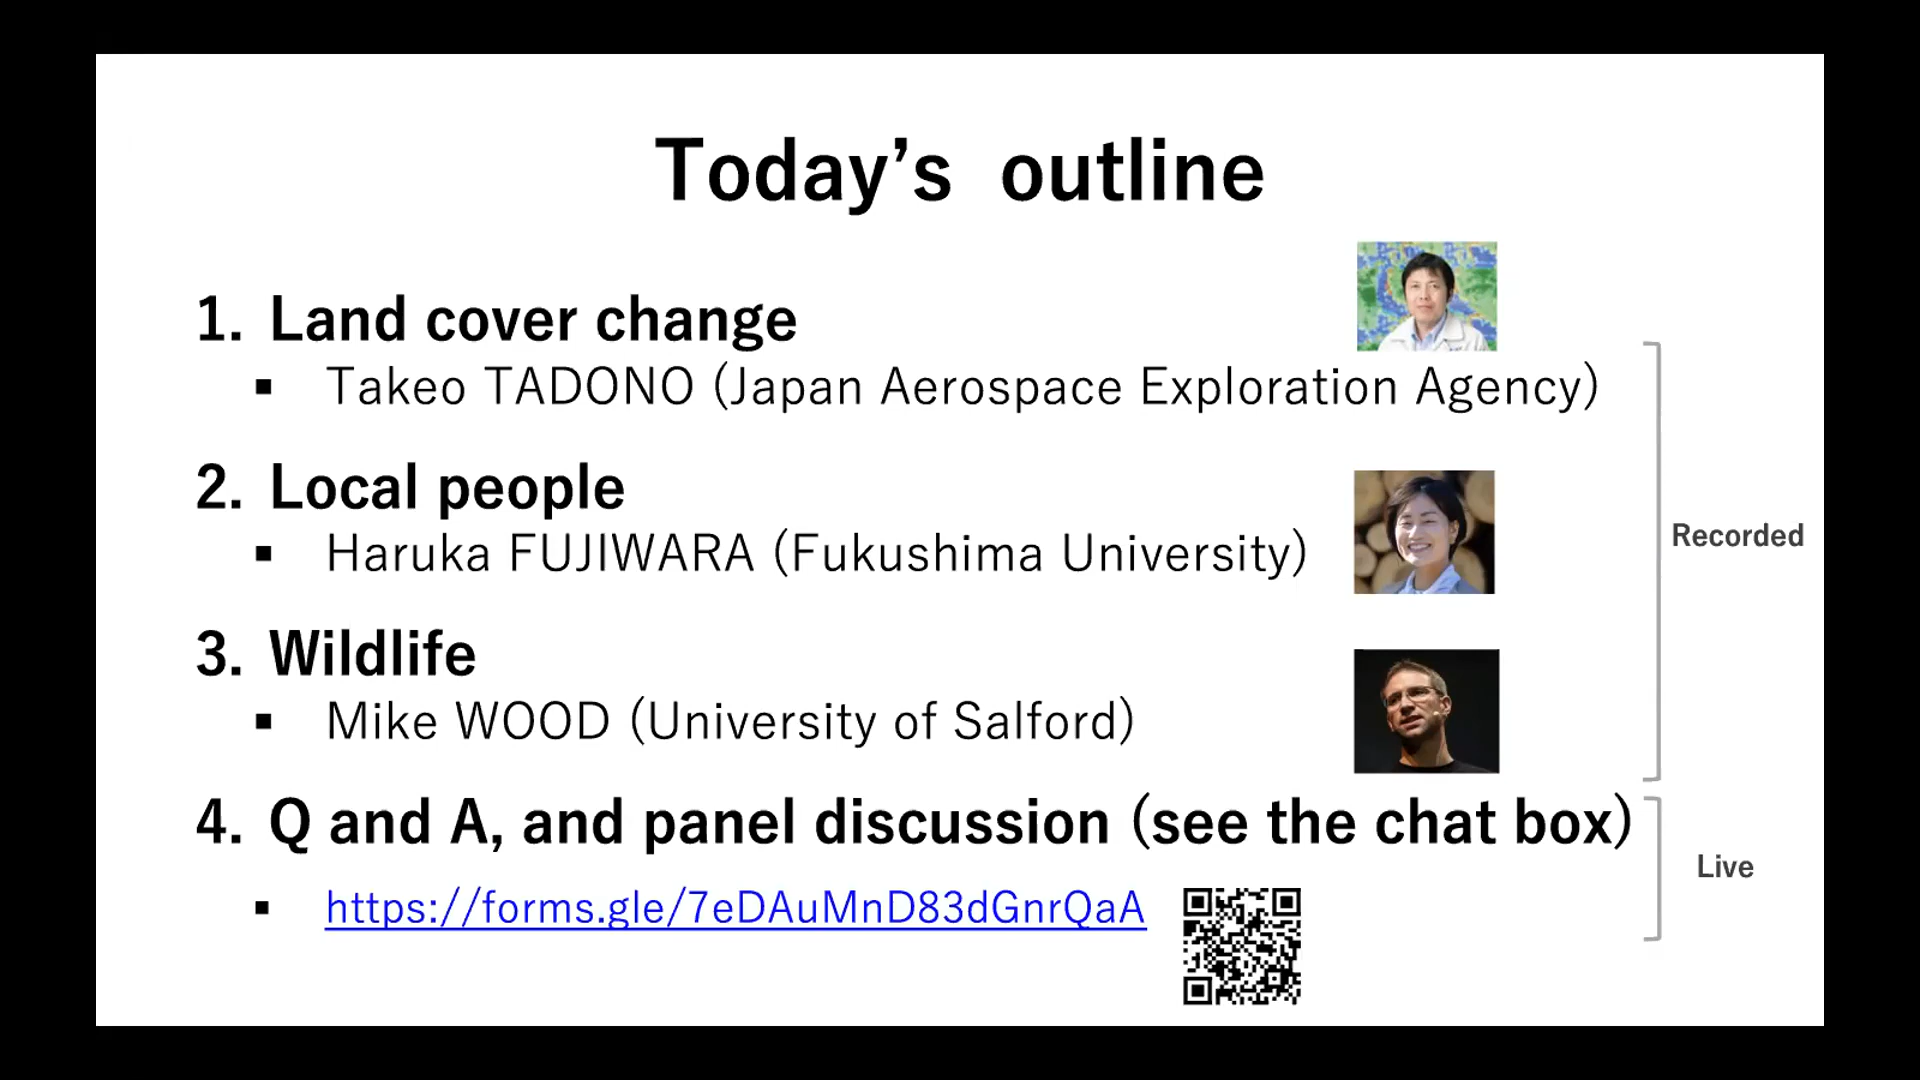 Today’s outline
1. Land cover change
▪ Takeo TADONO (Japan Aerospace Exploration Agency)
2. Local people
▪ Haruka FUJIWARA (Fukushima University)
Recorded
3. Wildlife
▪ Mike WOOD (University of Salford)
4. Q and A, and panel discussion (see the chat box)
Live
▪ https://forms.gle/7eDAuMnD83dGnrQaA